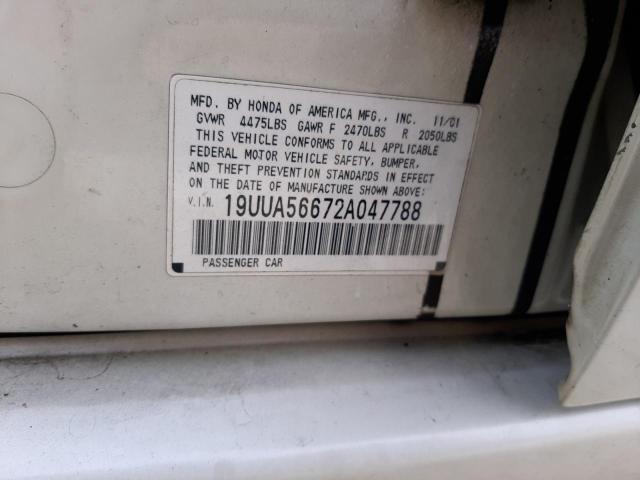 MFD. BY HONDA OF AMERICA MFG., INC. 11/01
GVWR 4475LBS GAWR F 2470LBS R 2050LBS
THIS VEHICLE CONFORMS TO ALL APPLICABLE
FEDERAL MOTOR VEHICLE SAFETY, BUMPER,
AND THEFT PREVENTION STANDARDS IN EFFECT
ON THE DATE OF MANUFACTURE SHOWN ABOVE:
V.I.N. 19UUA56672A047788
PASSENGER CAR